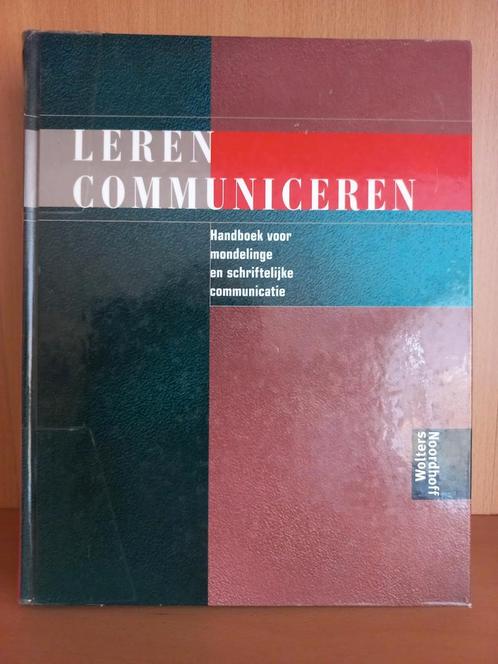 LEREN
COMMUNICEREN
Handboek voor
mondelinge
en schriftelijke
communicatie
Wolters
Noordhoff